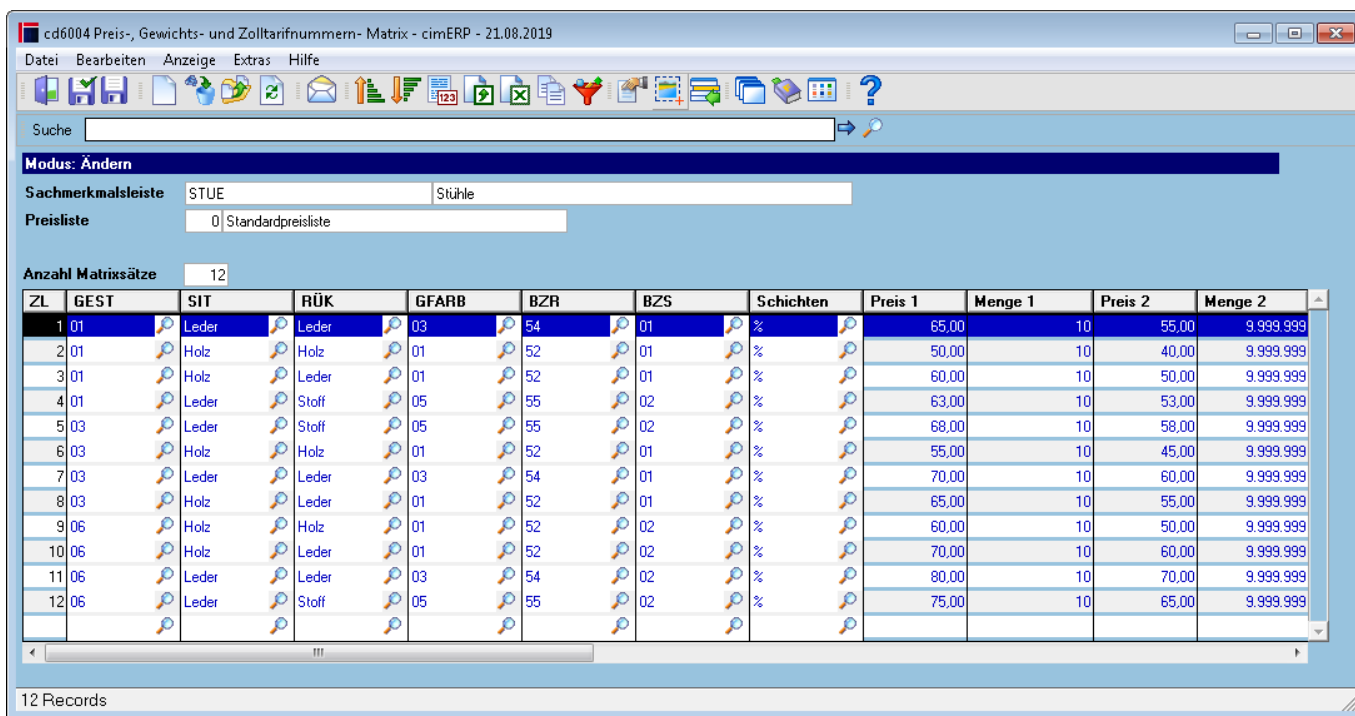 cd6004 Preis-, Gewichts- und Zolltarifnummern- Matrix - cimERP - 21.08.2019
Datei Bearbeiten Anzeige Extras Hilfe
123
Suche
Modus: Ändern
Sachmerkmalsleiste STUE Stühle
Preisliste 0 Standardpreisliste
Anzahl Matrixsätze 12
ZL GEST SIT RÜK GFARB BZR BZS Schichten Preis 1 Menge 1 Preis 2 Menge 2
1 01 Leder Leder 03 54 01 % 65,00 10 55,00 9.999.999
2 01 Holz Holz 01 52 01 % 50,00 10 40,00 9.999.999
3 01 Holz Leder 01 52 01 % 60,00 10 50,00 9.999.999
4 01 Leder Stoff 05 55 02 % 63,00 10 53,00 9.999.999
5 03 Leder Stoff 05 55 02 % 68,00 10 58,00 9.999.999
6 03 Holz Holz 01 52 01 % 55,00 10 45,00 9.999.999
7 03 Leder Leder 03 54 01 % 70,00 10 60,00 9.999.999
8 03 Holz Leder 01 52 01 % 65,00 10 55,00 9.999.999
9 06 Holz Holz 01 52 02 % 60,00 10 50,00 9.999.999
10 06 Holz Leder 01 52 02 % 70,00 10 60,00 9.999.999
11 06 Leder Leder 03 54 02 % 80,00 10 70,00 9.999.999
12 06 Leder Stoff 05 55 02 % 75,00 10 65,00 9.999.999
12 Records